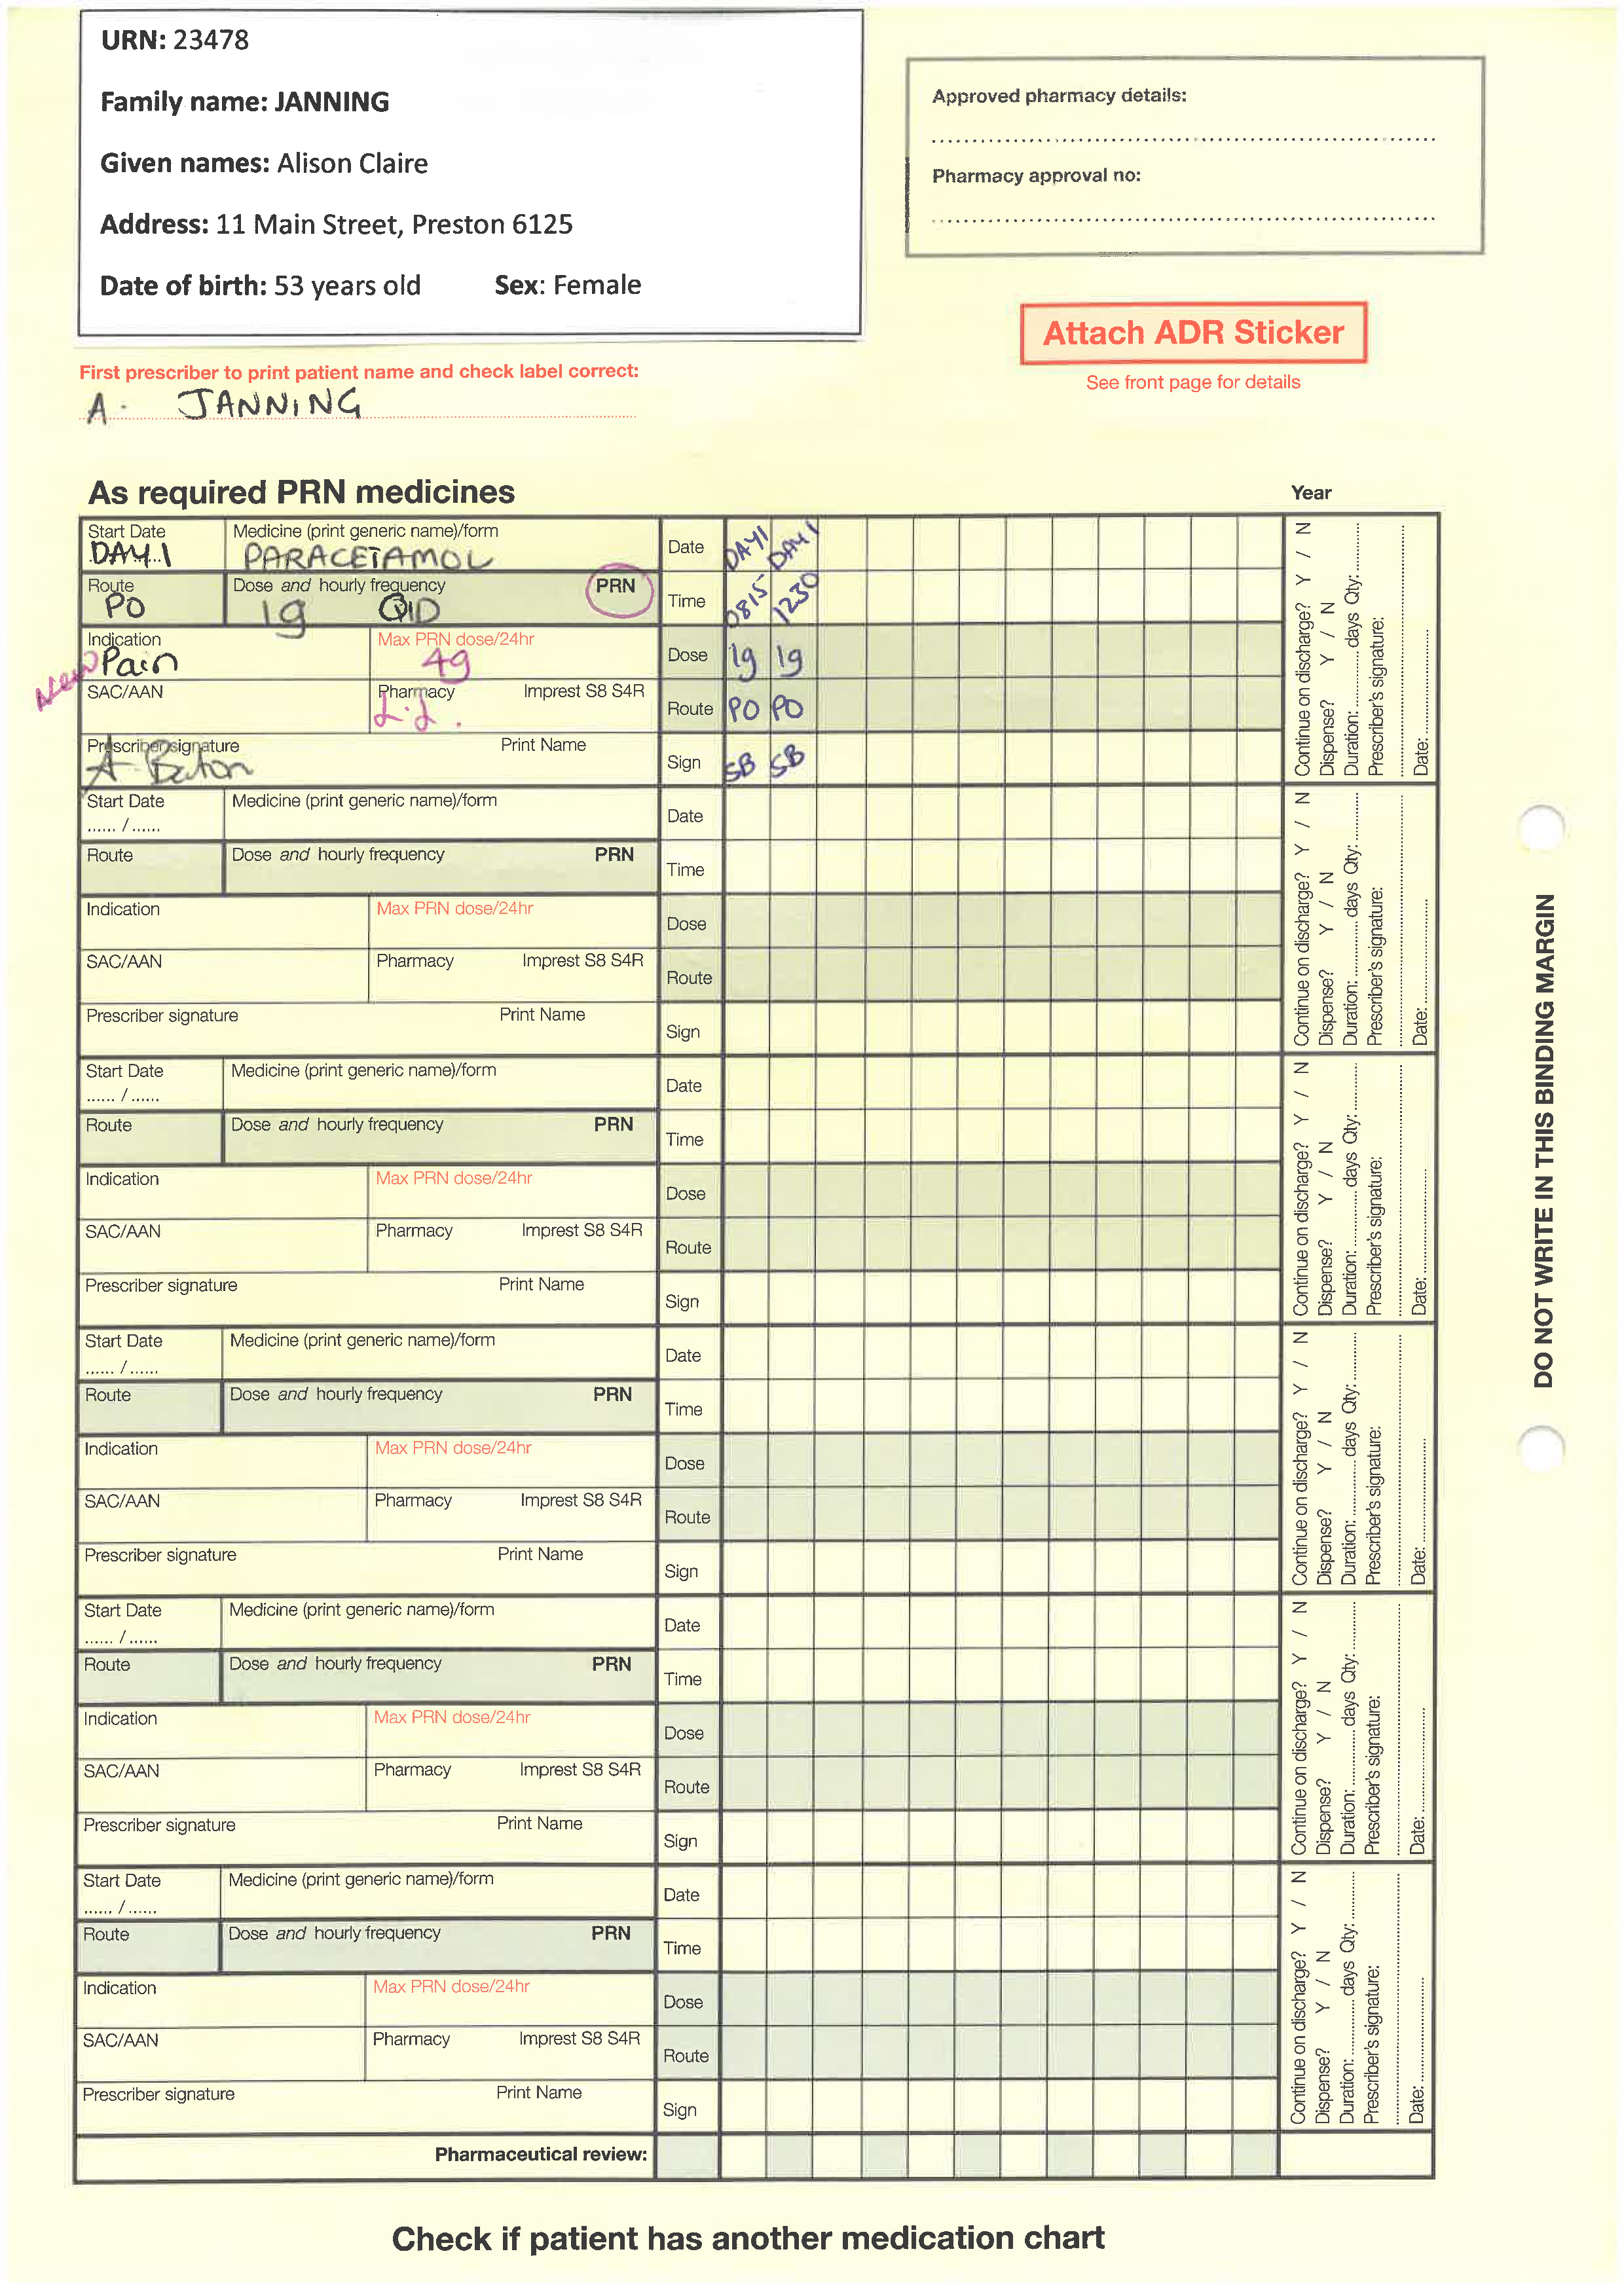 URN: 23478
Family name: JANNING
Given names: Alison Claire
Address: 11 Main Street, Preston 6125
Date of birth: 53 years old Sex: Female
Approved pharmacy details:
Pharmacy approval no:
Attach ADR Sticker
See front page for details
First prescriber to print patient name and check label correct:
A. JANNING
As required PRN medicines
Year
Start Date Medicine (print generic name)/form
DAY 1 PARACETAMOL
Date DAY1 DAY1
Route Dose and hourly frequency PRN
PO 1g QID
Time 0815 1230
Indication Max PRN dose/24hr
New Pain 4g
Dose 1g 1g
SAC/AAN Pharmacy Imprest S8 S4R
L.L.
Route PO PO
Prescriber signature Print Name
A Baton
Sign SB SB
Continue on discharge? Y / N
Dispense? Y / N
Duration: days Qty:
Prescriber's signature:
Date:
Start Date Medicine (print generic name)/form
...... / ......
Date
Route Dose and hourly frequency PRN
Time
Indication Max PRN dose/24hr
Dose
SAC/AAN Pharmacy Imprest S8 S4R
Route
Prescriber signature Print Name
Sign
Continue on discharge? Y / N
Dispense? Y / N
Duration: days Qty:
Prescriber's signature:
Date:
Start Date Medicine (print generic name)/form
...... / ......
Date
Route Dose and hourly frequency PRN
Time
Indication Max PRN dose/24hr
Dose
SAC/AAN Pharmacy Imprest S8 S4R
Route
Prescriber signature Print Name
Sign
Continue on discharge? Y / N
Dispense? Y / N
Duration: days Qty:
Prescriber's signature:
Date:
Start Date Medicine (print generic name)/form
...... / ......
Date
Route Dose and hourly frequency PRN
Time
Indication Max PRN dose/24hr
Dose
SAC/AAN Pharmacy Imprest S8 S4R
Route
Prescriber signature Print Name
Sign
Continue on discharge? Y / N
Dispense? Y / N
Duration: days Qty:
Prescriber's signature:
Date:
Start Date Medicine (print generic name)/form
...... / ......
Date
Route Dose and hourly frequency PRN
Time
Indication Max PRN dose/24hr
Dose
SAC/AAN Pharmacy Imprest S8 S4R
Route
Prescriber signature Print Name
Sign
Continue on discharge? Y / N
Dispense? Y / N
Duration: days Qty:
Prescriber's signature:
Date:
Start Date Medicine (print generic name)/form
...... / ......
Date
Route Dose and hourly frequency PRN
Time
Indication Max PRN dose/24hr
Dose
SAC/AAN Pharmacy Imprest S8 S4R
Route
Prescriber signature Print Name
Sign
Continue on discharge? Y / N
Dispense? Y / N
Duration: days Qty:
Prescriber's signature:
Date:
Pharmaceutical review:
DO NOT WRITE IN THIS BINDING MARGIN
Check if patient has another medication chart